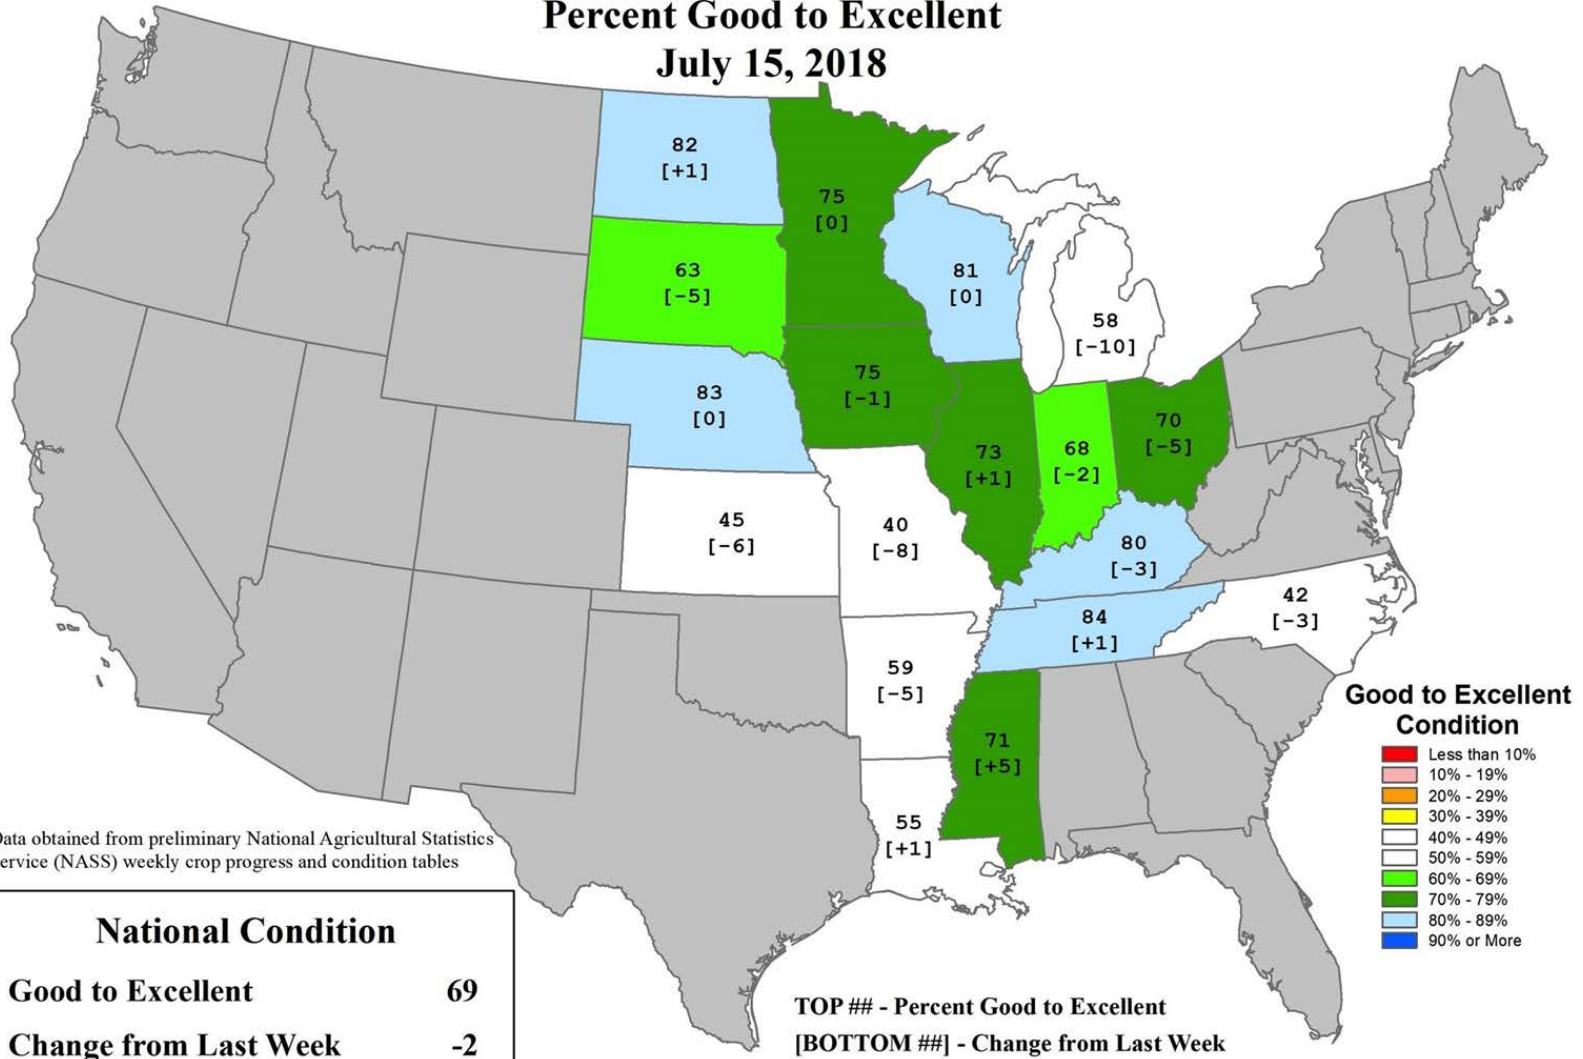 Percent Good to Excellent
July 15, 2018
82
[+1]
75
[0]
63
[-5]
81
[0]
58
[-10]
83
[0]
75
[-1]
73
[+1]
68
[-2]
70
[-5]
45
[-6]
40
[-8]
80
[-3]
84
[+1]
42
[-3]
59
[-5]
71
[+5]
55
[+1]
Good to Excellent
Condition
Less than 10%
10% - 19%
20% - 29%
30% - 39%
40% - 49%
50% - 59%
60% - 69%
70% - 79%
80% - 89%
90% or More
Data obtained from preliminary National Agricultural Statistics
ervice (NASS) weekly crop progress and condition tables
National Condition
Good to Excellent 69
Change from Last Week -2
TOP ## - Percent Good to Excellent
[BOTTOM ##] - Change from Last Week